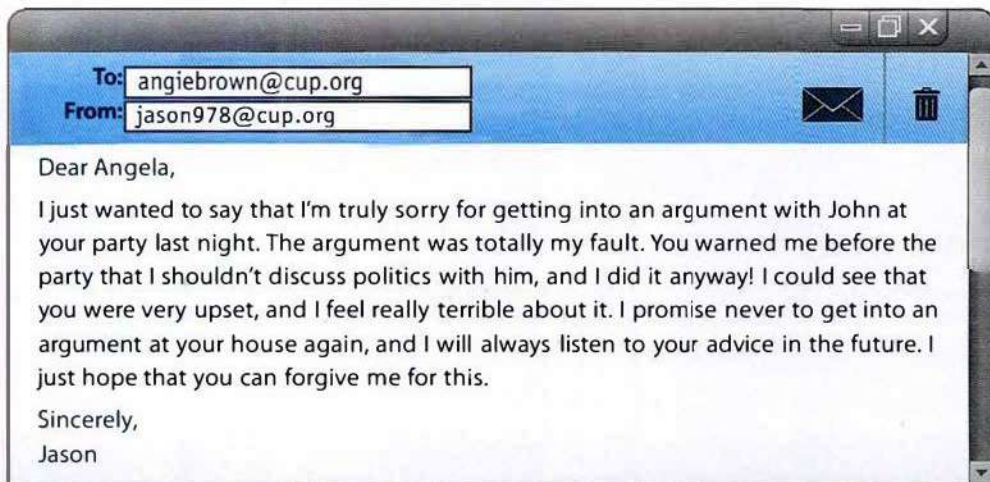 To: angiebrown@cup.org
From: jason978@cup.org
Dear Angela,
I just wanted to say that I'm truly sorry for getting into an argument with John at
your party last night. The argument was totally my fault. You warned me before the
party that I shouldn't discuss politics with him, and I did it anyway! I could see that
you were very upset, and I feel really terrible about it. I promise never to get into an
argument at your house again, and I will always listen to your advice in the future. I
just hope that you can forgive me for this.
Sincerely,
Jason